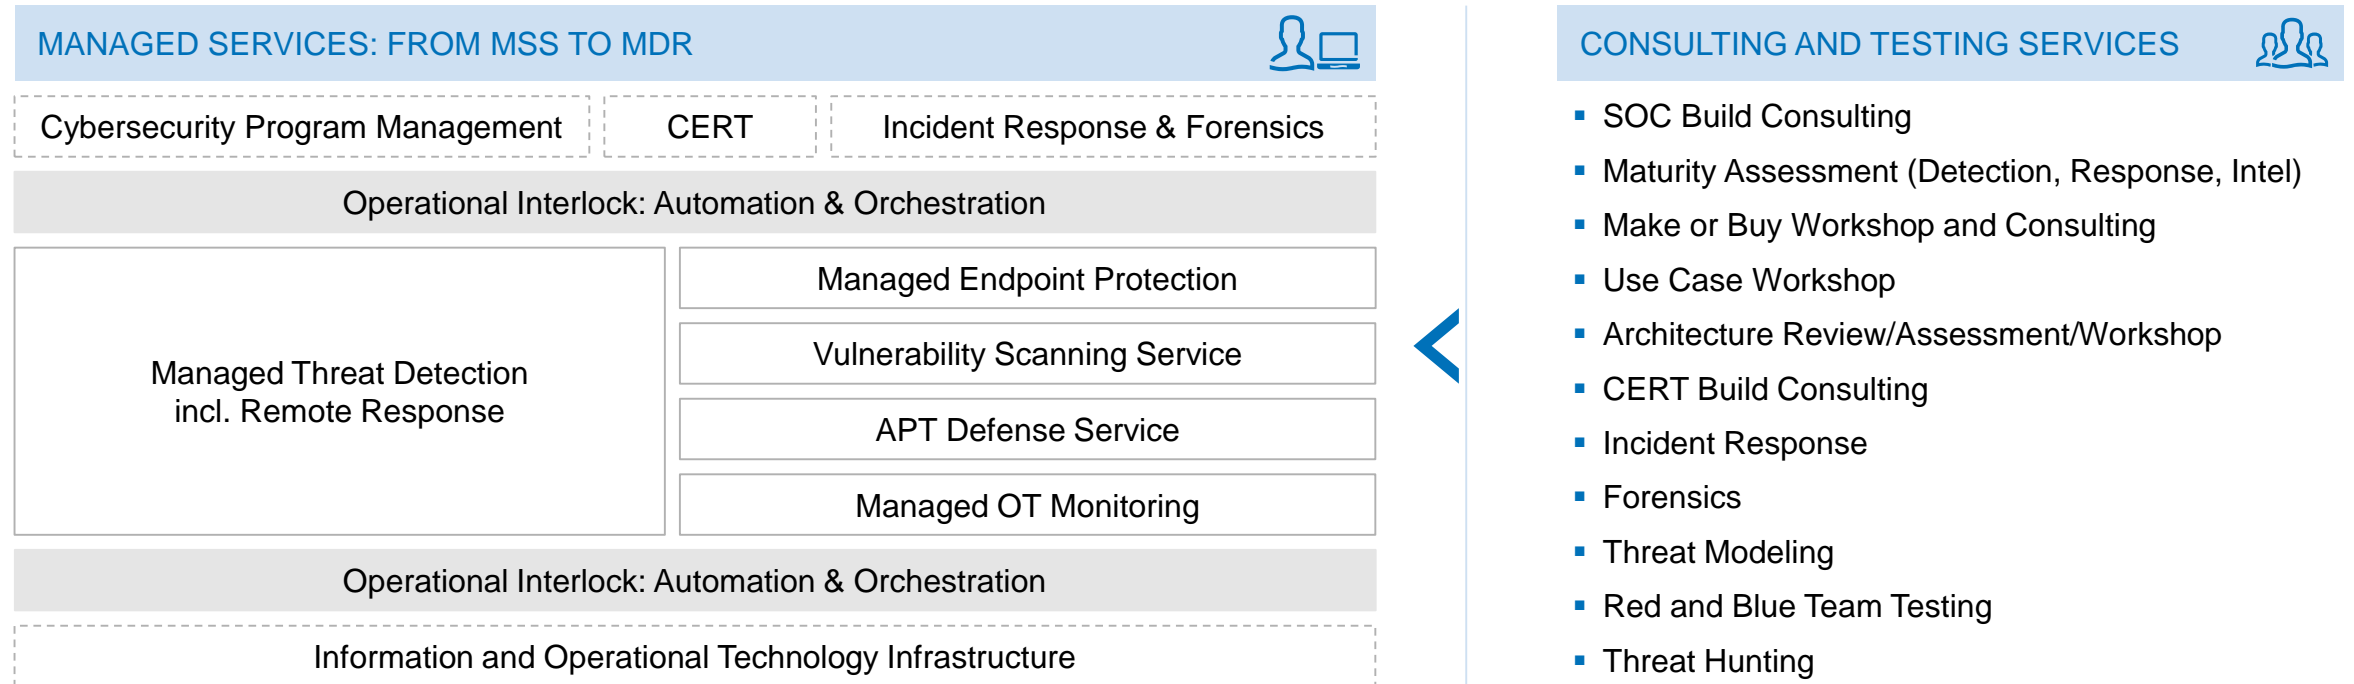 MANAGED SERVICES: FROM MSS TO MDR
Cybersecurity Program Management
CERT
Incident Response & Forensics
Operational Interlock: Automation & Orchestration
Managed Threat Detection
incl. Remote Response
Managed Endpoint Protection
Vulnerability Scanning Service
APT Defense Service
Managed OT Monitoring
Operational Interlock: Automation & Orchestration
Information and Operational Technology Infrastructure
CONSULTING AND TESTING SERVICES
▪ SOC Build Consulting
▪ Maturity Assessment (Detection, Response, Intel)
▪ Make or Buy Workshop and Consulting
▪ Use Case Workshop
▪ Architecture Review/Assessment/Workshop
▪ CERT Build Consulting
▪ Incident Response
▪ Forensics
▪ Threat Modeling
▪ Red and Blue Team Testing
▪ Threat Hunting